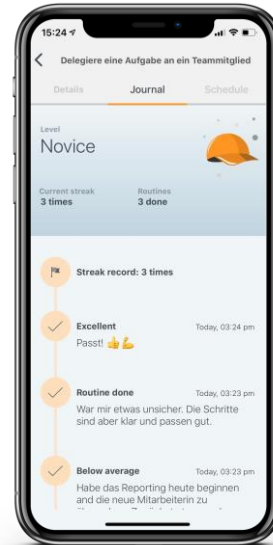 15:24
Delegiere eine Aufgabe an ein Teammitglied
Details Journal Schedule
Level
Novice
Current streak Routines
3 times 3 done
Streak record: 3 times
Excellent Today, 03:24 pm
Passt! 👍💪
Routine done Today, 03:23 pm
War mir etwas unsicher. Die Schritte
sind aber klar und passen gut.
Below average Today, 03:23 pm
Habe das Reporting heute beginnen
and die neue Mitarbeiterin zu